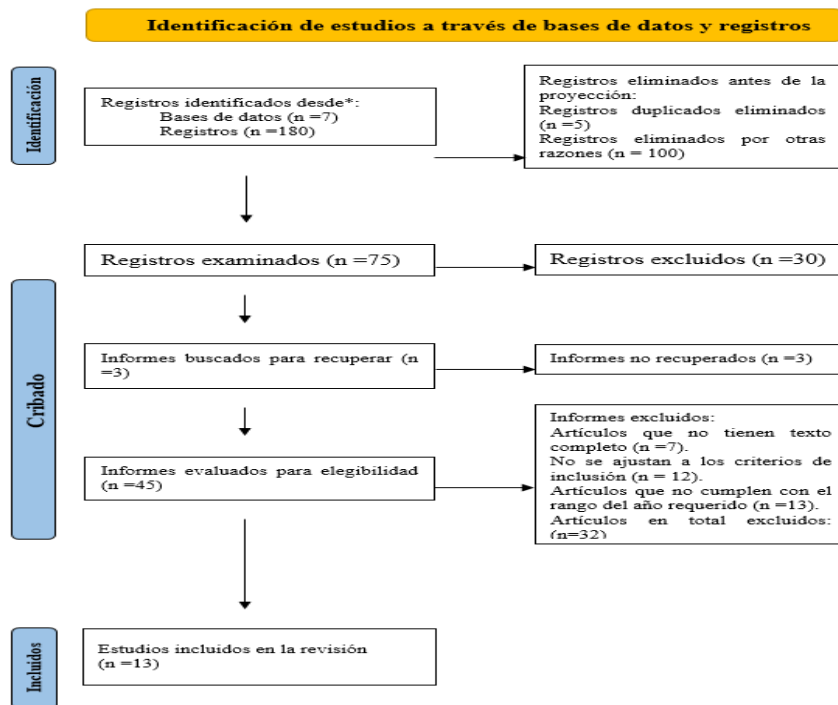 Identificación de estudios a través de bases de datos y registros
Identificación
Registros identificados desde*:
Bases de datos (n =7)
Registros (n =180)
Registros eliminados antes de la
proyección:
Registros duplicados eliminados
(n =5)
Registros eliminados por otras
razones (n = 100)
Cribado
Registros examinados (n =75)
Registros excluidos (n =30)
Informes buscados para recuperar (n
=3)
Informes no recuperados (n =3)
Informes evaluados para elegibilidad
(n =45)
Informes excluidos:
Artículos que no tienen texto
completo (n =7).
No se ajustan a los criterios de
inclusión (n = 12).
Artículos que no cumplen con el
rango del año requerido (n =13).
Artículos en total excluidos:
(n=32)
Incluidos
Estudios incluidos en la revisión
(n =13)